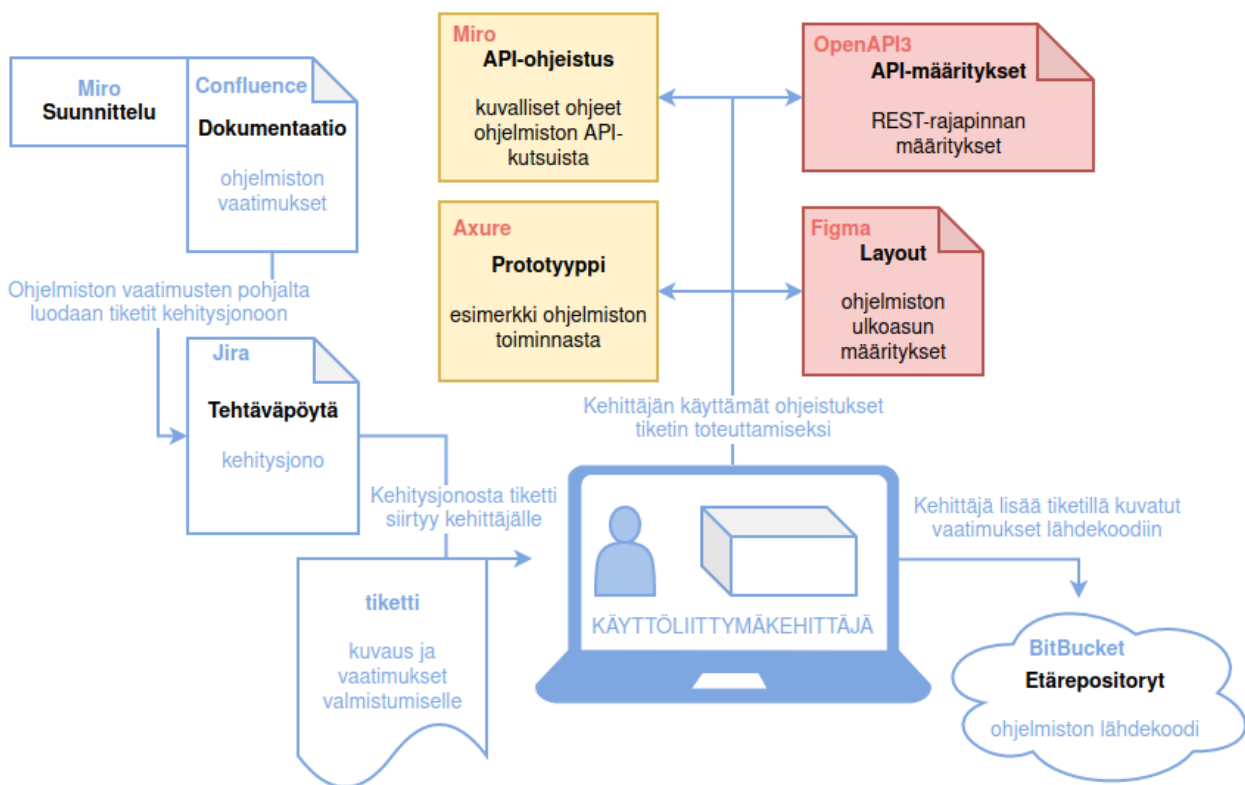 Miro
Suunnittelu
Confluence
Dokumentaatio
ohjelmiston
vaatimukset
Miro
API-ohjeistus
kuvalliset ohjeet
ohjelmiston API-
kutsuista
OpenAPI3
API-määritykset
REST-rajapinnan
määritykset
Axure
Prototyyppi
esimerkki ohjelmiston
toiminnasta
Figma
Layout
ohjelmiston
ulkoasun
määritykset
Ohjelmiston vaatimusten pohjalta
luodaan tiketit kehitysjonoon
Jira
Tehtäväpöytä
kehitysjono
Kehittäjän käyttämät ohjeistukset
tiketin toteuttamiseksi
Kehitysjonosta tiketti
siirtyy kehittäjälle
tiketti
kuvaus ja
vaatimukset
valmistumiselle
KÄYTTÖLIITTYMÄKEHITTÄJÄ
Kehittäjä lisää tiketillä kuvatut
vaatimukset lähdekoodiin
BitBucket
Etärepositoryt
ohjelmiston lähdekoodi